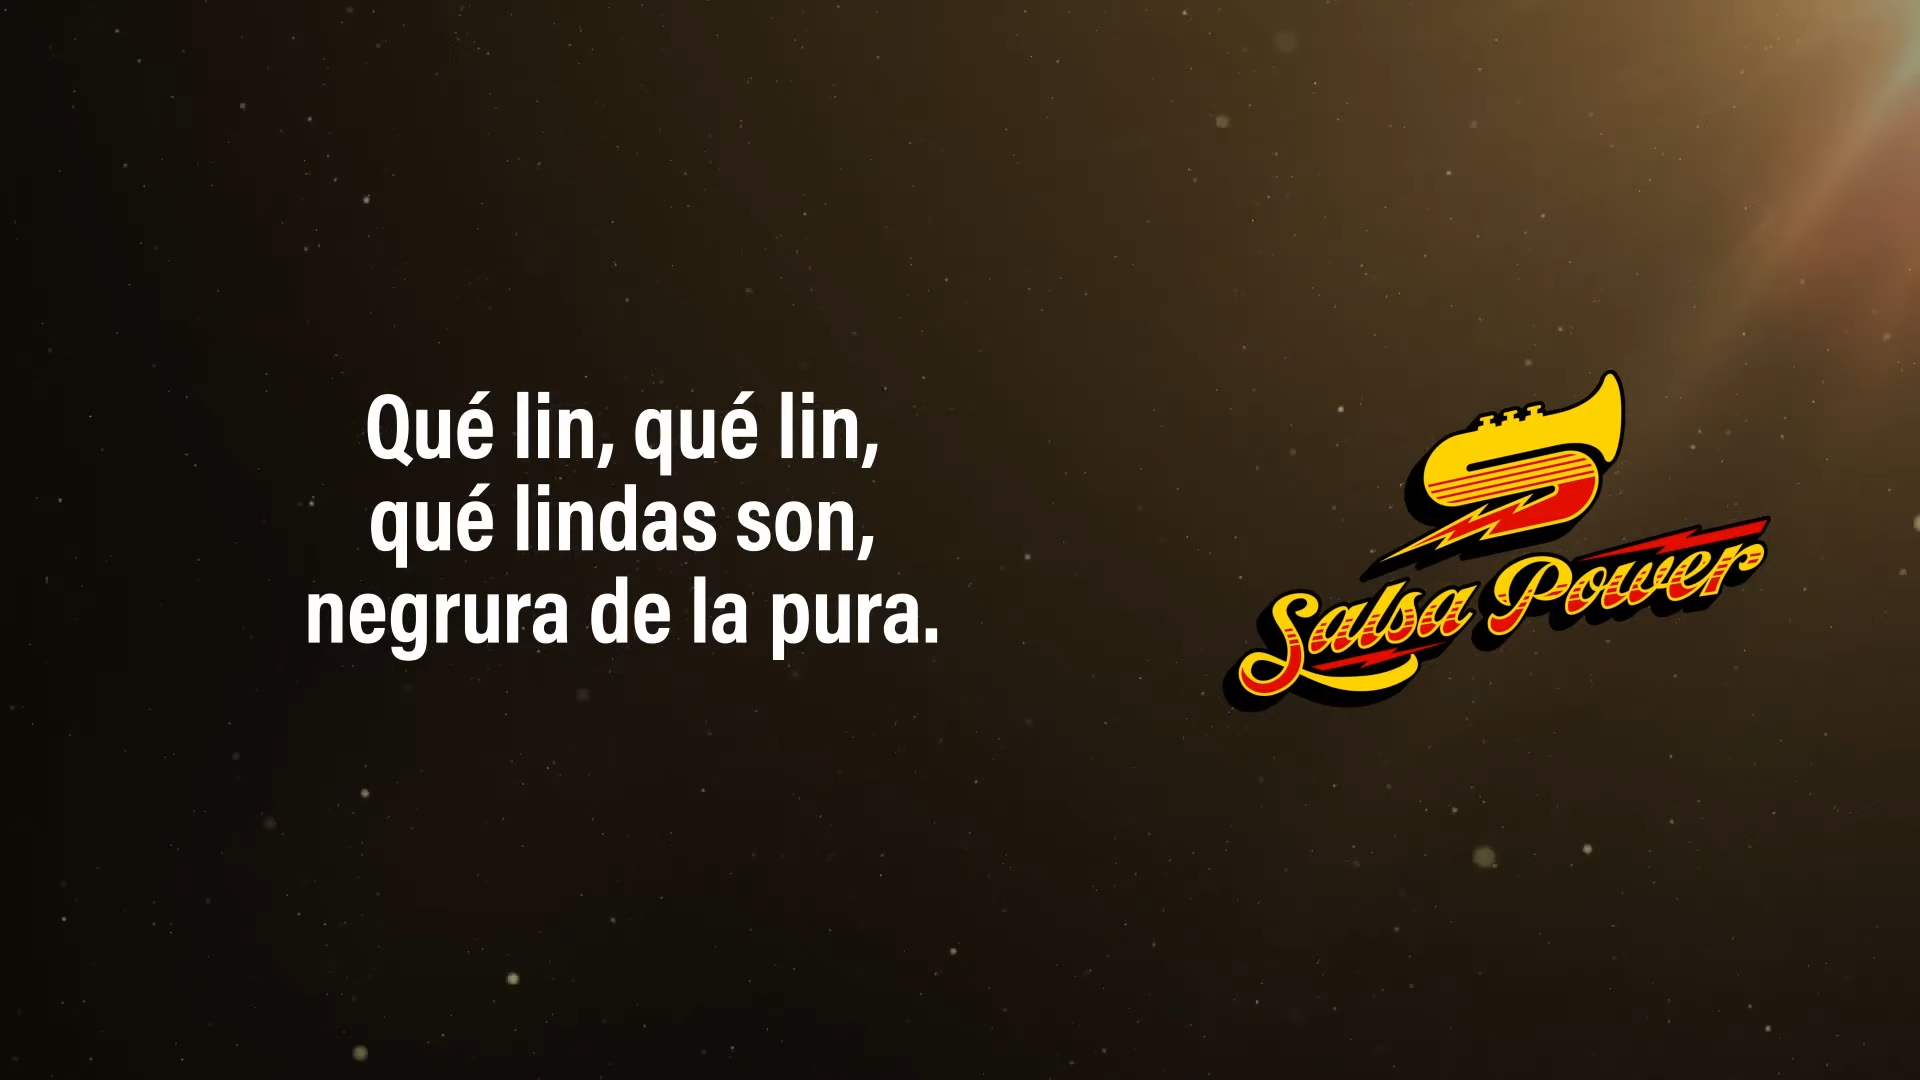 Qué lin, qué lin,
qué lindas son,
negrura de la pura.
Salsa Power